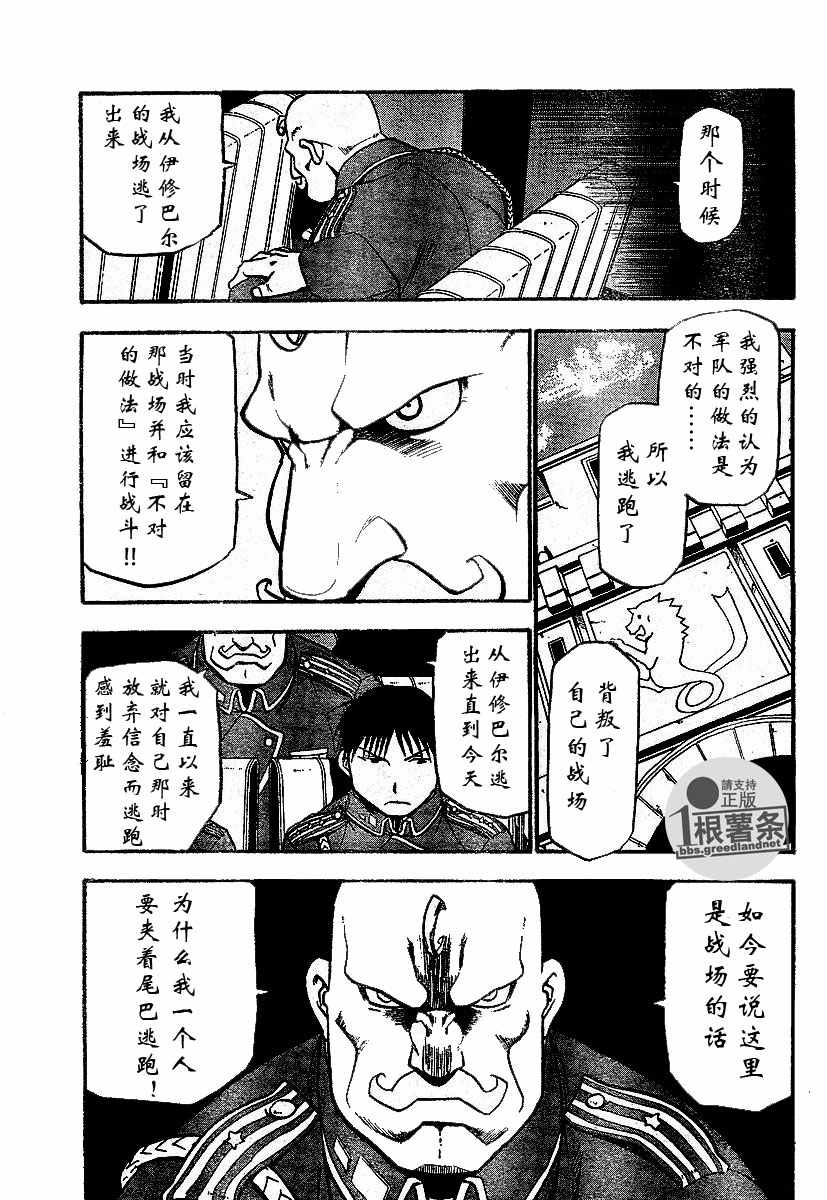 那个时候
我从伊修巴尔
的战场逃了
出来
我强烈的认为
军队的做法是
不对的……
所以
我逃跑了
背叛了
自己的战场
当时我应该留在
那战场并和『不对
的做法』进行战斗!!
从伊修巴尔逃
出来直到今天
我一直以来
就对自己那时
放弃信念而逃跑
感到羞耻
如今要说这里
是战场的话
为什么我一个人
要夹着尾巴逃跑!
請支持
正版
1根薯条
bbs.greedland.net